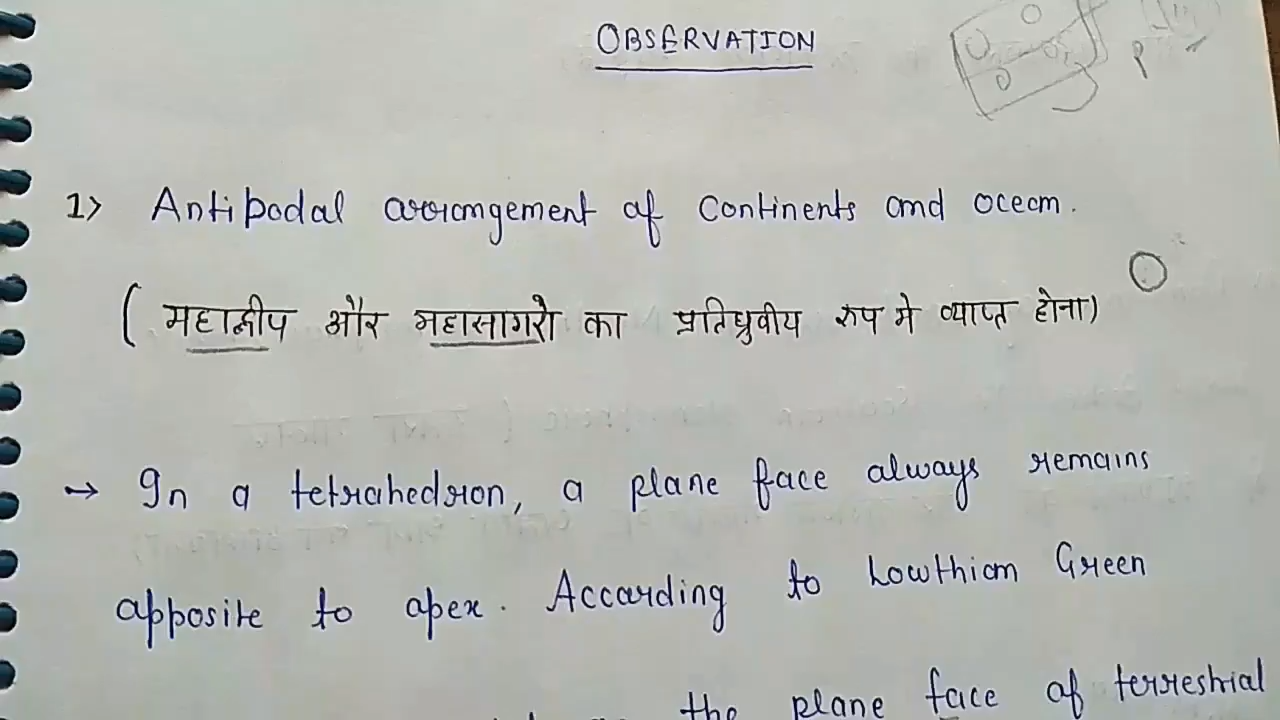 OBSERVATION
1) Antipodal arrangement of continents and ocean.
( महाद्वीप और महासागरो का प्रतिध्रुवीय रुप मे व्याप्त होना)
→ In a tetrahedron, a plane face always remains
opposite to apex. According to Lowthian Green
the plane face of terrestrial